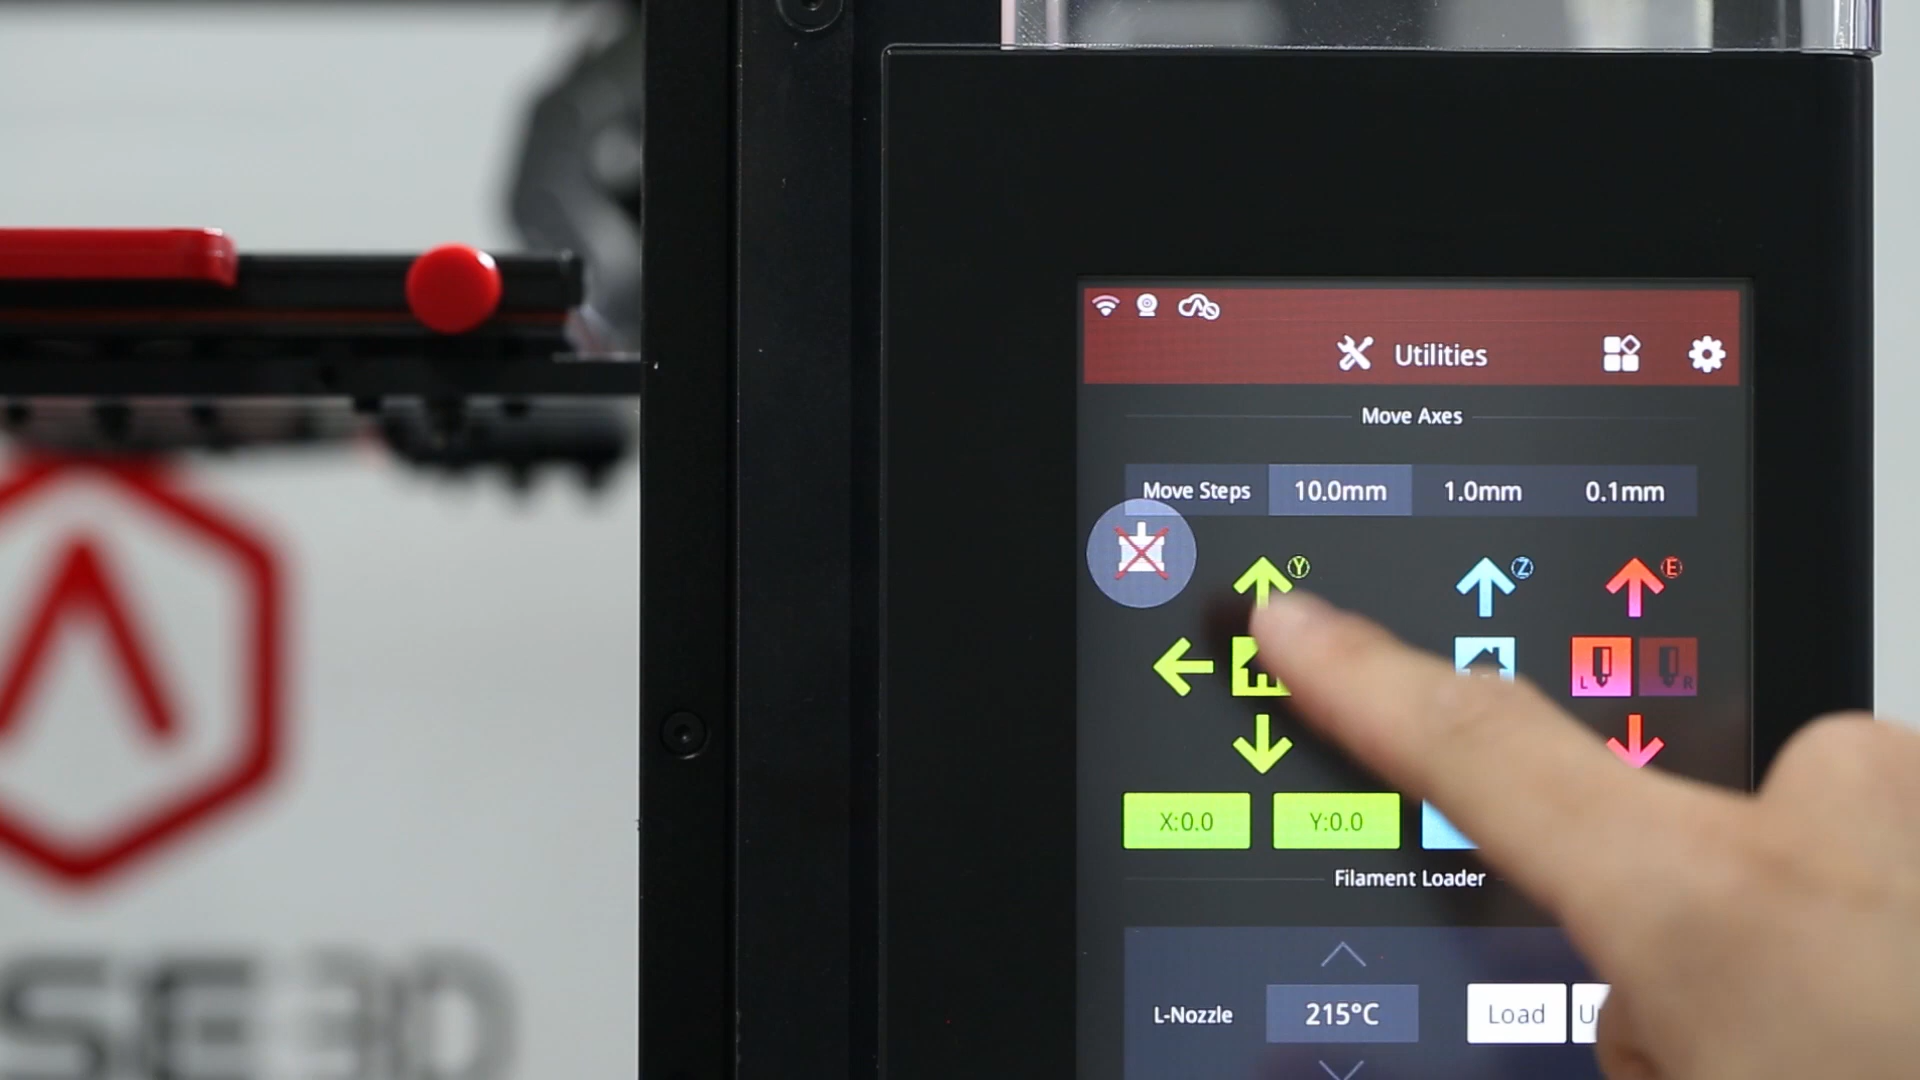 Utilities
Move Axes
Move Steps 10.0mm 1.0mm 0.1mm
Y Z E
L R
X:0.0 Y:0.0
Filament Loader
L-Nozzle 215°C Load U
SE3D